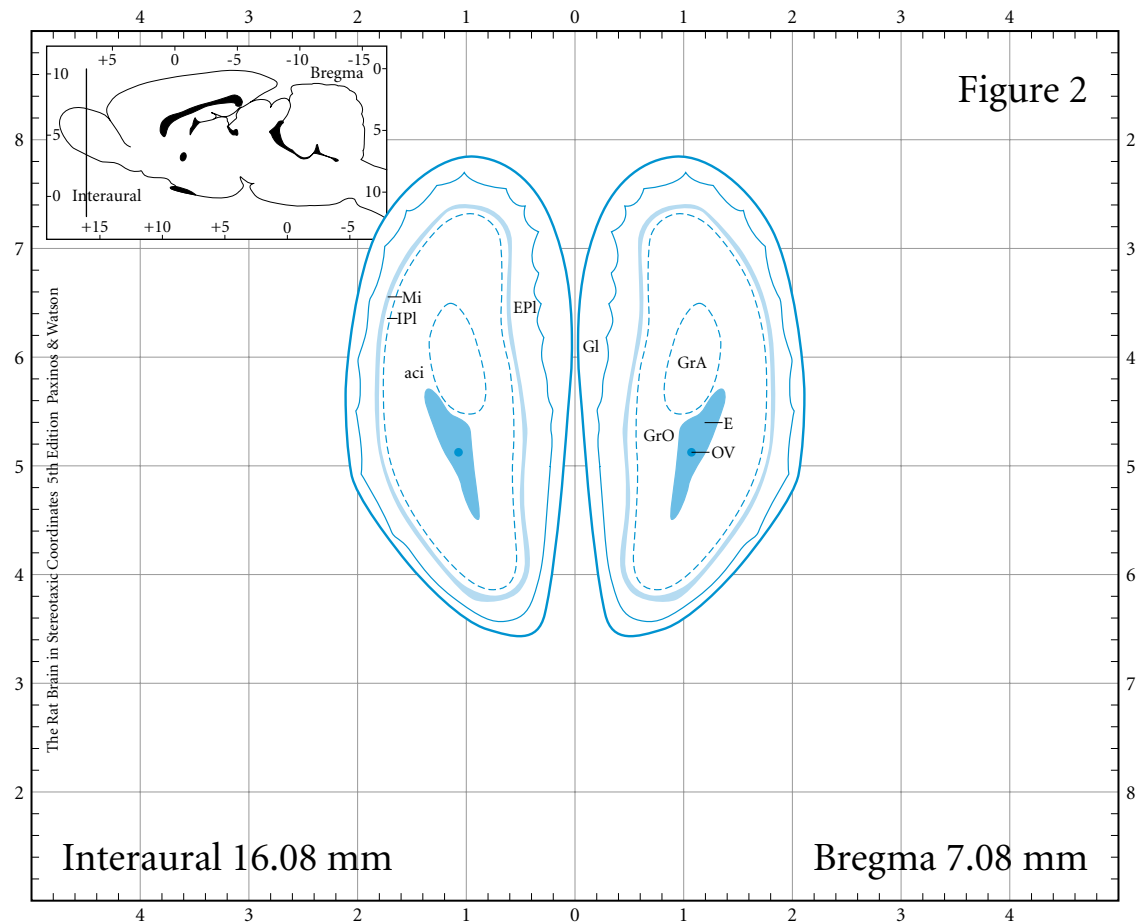 4 3 2 1 0 1 2 3 4
+5 0 -5 -10 -15
Bregma
10 0
5 5
0 10
Interaural
+15 +10 +5 0 -5
Figure 2
8 2
7 3
6 4
5 5
4 6
3 7
2 8
Mi
IPl
EPl
Gl
aci
GrA
E
GrO
OV
The Rat Brain in Stereotaxic Coordinates 5th Edition Paxinos & Watson
Interaural 16.08 mm
Bregma 7.08 mm
4 3 2 1 0 1 2 3 4